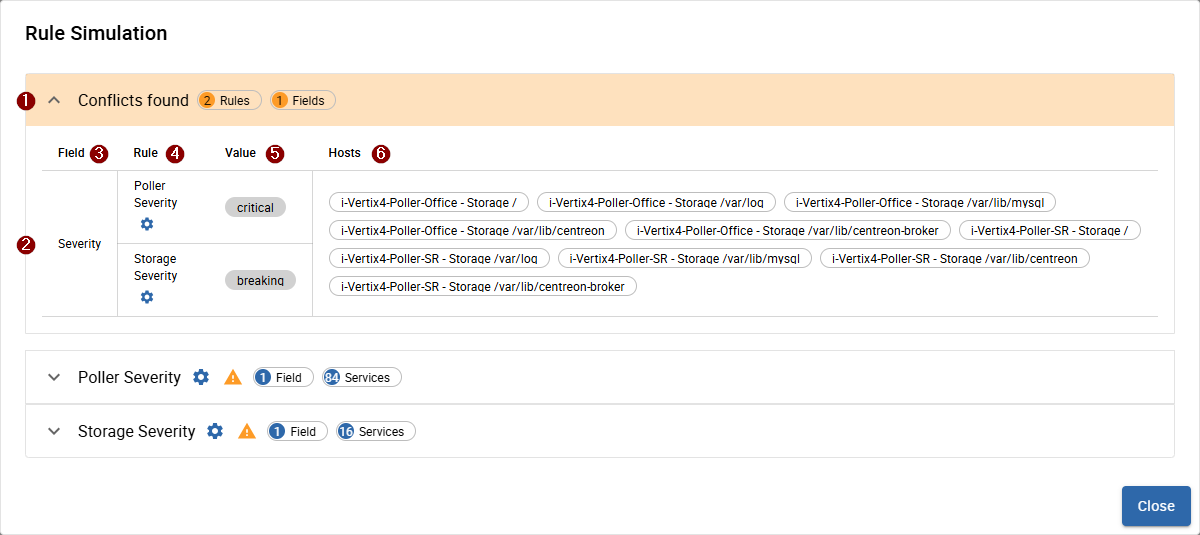 Rule Simulation
1 Conflicts found 2 Rules 1 Fields
Field 3 Rule 4 Value 5 Hosts 6
2 Severity
Poller
Severity
critical
Storage
Severity
breaking
i-Vertix4-Poller-Office - Storage / i-Vertix4-Poller-Office - Storage /var/log i-Vertix4-Poller-Office - Storage /var/lib/mysql
i-Vertix4-Poller-Office - Storage /var/lib/centreon i-Vertix4-Poller-Office - Storage /var/lib/centreon-broker i-Vertix4-Poller-SR - Storage /
i-Vertix4-Poller-SR - Storage /var/log i-Vertix4-Poller-SR - Storage /var/lib/mysql i-Vertix4-Poller-SR - Storage /var/lib/centreon
i-Vertix4-Poller-SR - Storage /var/lib/centreon-broker
Poller Severity 1 Field 84 Services
Storage Severity 1 Field 16 Services
Close